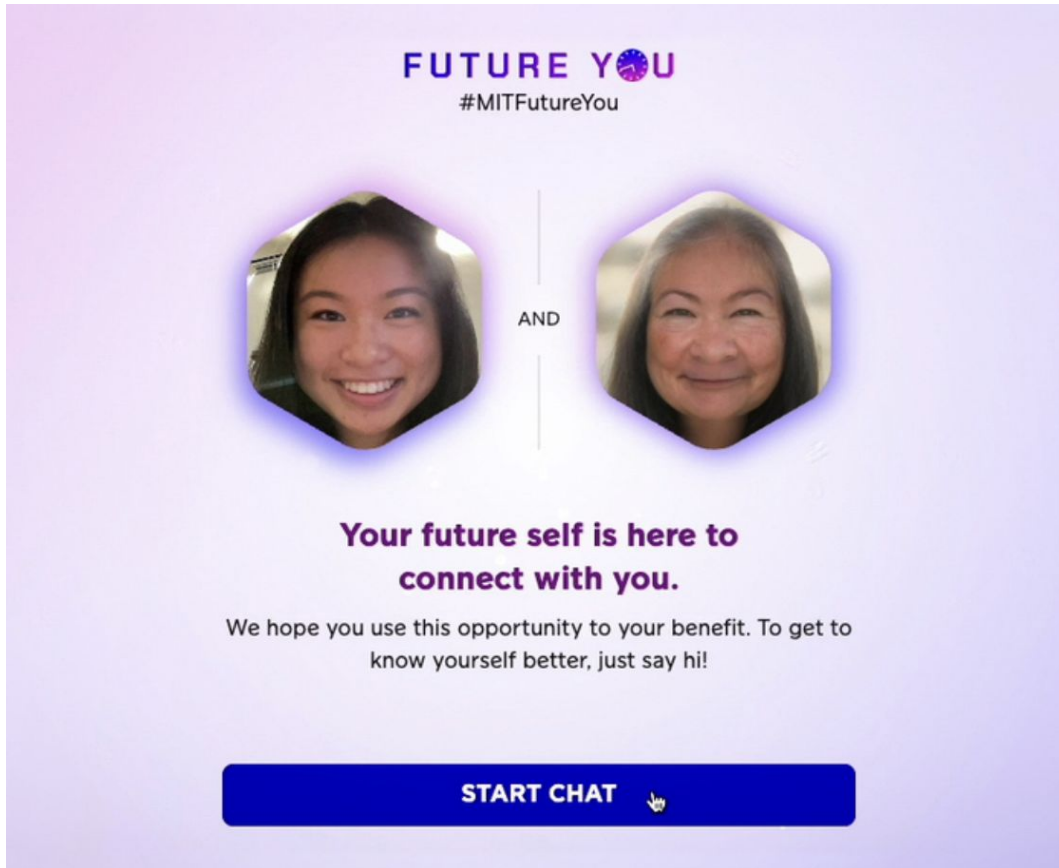 FUTURE YOU
#MITFutureYou
AND
Your future self is here to
connect with you.
We hope you use this opportunity to your benefit. To get to
know yourself better, just say hi!
START CHAT